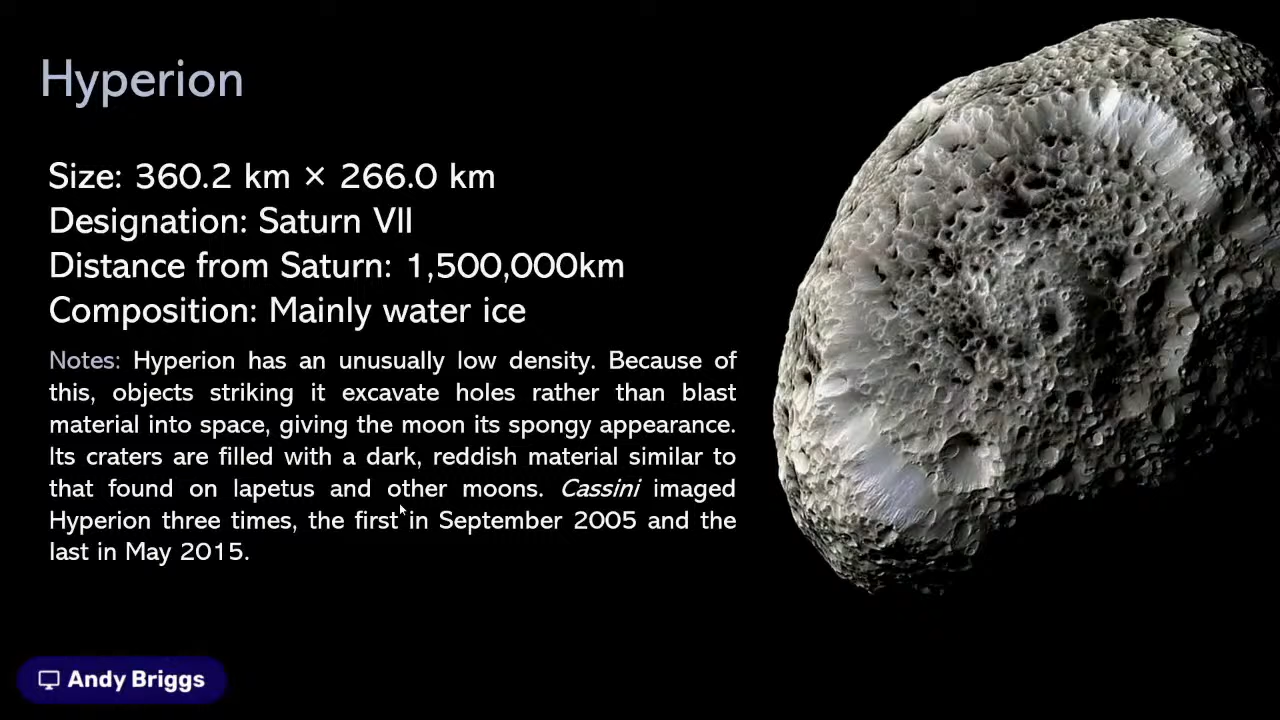 Hyperion
Size: 360.2 km × 266.0 km
Designation: Saturn VII
Distance from Saturn: 1,500,000km
Composition: Mainly water ice
Notes: Hyperion has an unusually low density. Because of
this, objects striking it excavate holes rather than blast
material into space, giving the moon its spongy appearance.
Its craters are filled with a dark, reddish material similar to
that found on Iapetus and other moons. Cassini imaged
Hyperion three times, the first in September 2005 and the
last in May 2015.
Andy Briggs